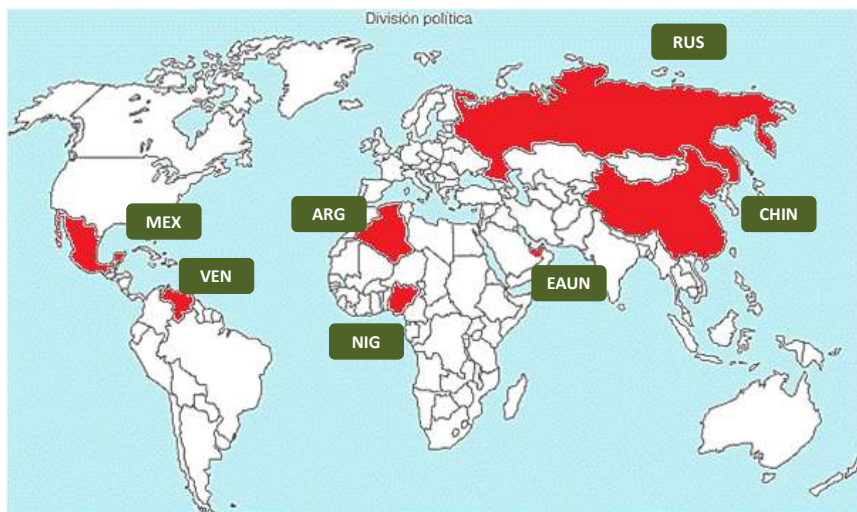 División política
RUS
MEX
ARG
CHIN
VEN
EAUN
NIG